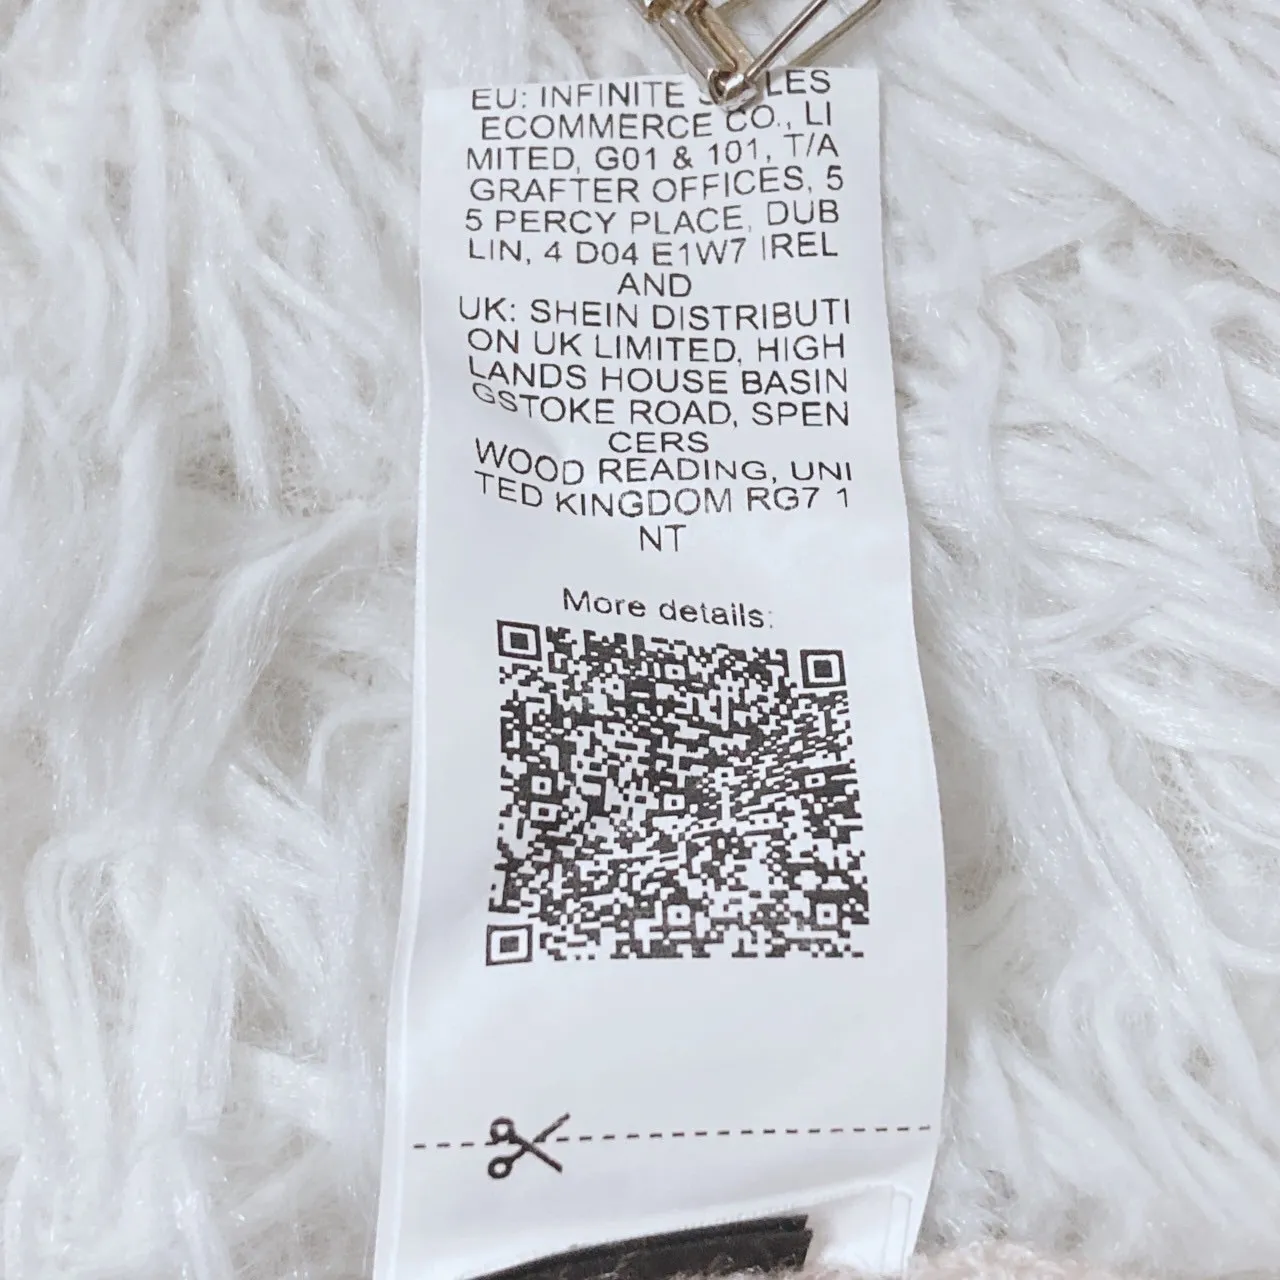 EU: INFINITE LES
ECOMMERCE CO., LI
MITED, G01 & 101, T/A
GRAFTER OFFICES, 5
5 PERCY PLACE, DUB
LIN, 4 D04 E1W7 IREL
AND
UK: SHEIN DISTRIBUTI
ON UK LIMITED, HIGH
LANDS HOUSE BASIN
GSTOKE ROAD, SPEN
CERS
WOOD READING, UNI
TED KINGDOM RG7 1
NT
More details: